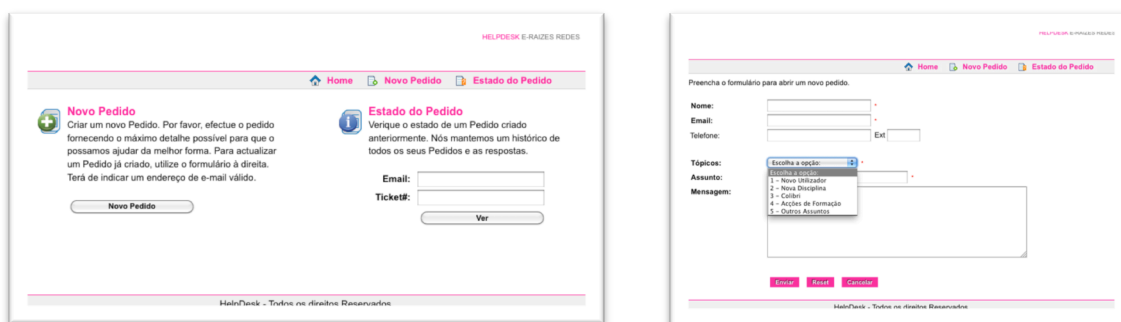 HELPDESK E-RAIZES REDES
Home Novo Pedido Estado do Pedido
Novo Pedido
Criar um novo Pedido. Por favor, efectue o pedido
fornecendo o máximo detalhe possível para que o
possamos ajudar da melhor forma. Para actualizar
um Pedido já criado, utilize o formulário à direita.
Terá de indicar um endereço de e-mail válido.
Novo Pedido
Estado do Pedido
Verique o estado de um Pedido criado
anteriormente. Nós mantemos um histórico de
todos os seus Pedidos e as respostas.
Email:
Ticket#:
Ver
HelpDesk - Todos os direitos Reservados
HELPDESK E-RAIZES REDES
Home Novo Pedido Estado do Pedido
Preencha o formulário para abrir um novo pedido.
Nome: *
Email: *
Telefone: Ext
Tópicos: Escolha a opção: *
Escolha a opção:
1 - Novo Utilizador
2 - Nova Disciplina
3 - Colibri
4 - Acções de Formação
5 - Outros Assuntos
Assunto: *
Mensagem:
Enviar Reset Cancelar
HelpDesk - Todos os direitos Reservados